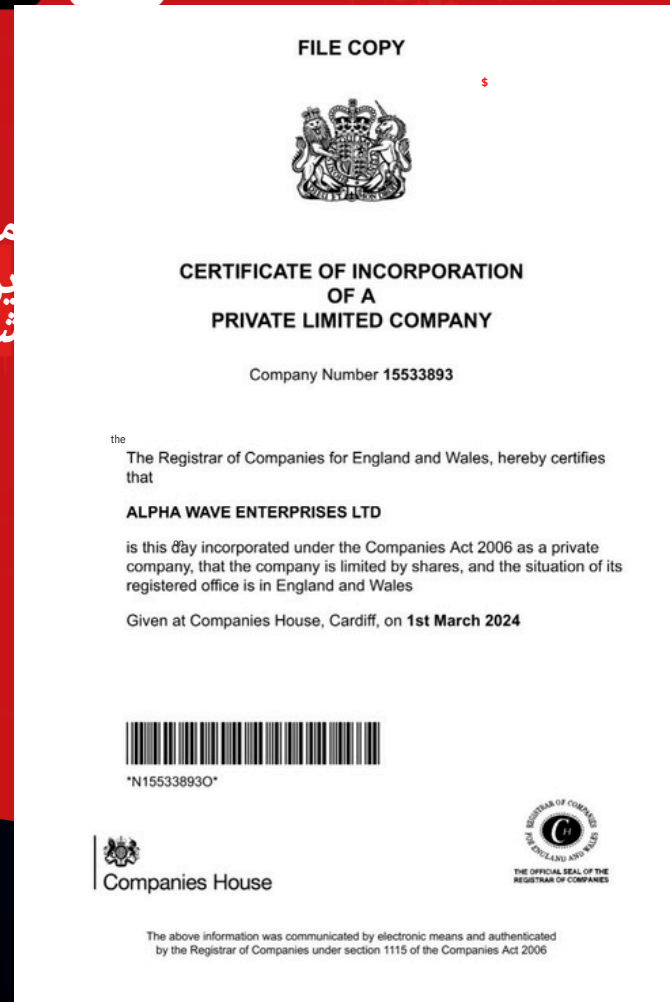 FILE COPY
$
CERTIFICATE OF INCORPORATION
OF A
PRIVATE LIMITED COMPANY
Company Number 15533893
the
The Registrar of Companies for England and Wales, hereby certifies
that
ALPHA WAVE ENTERPRISES LTD
is this day incorporated under the Companies Act 2006 as a private
company, that the company is limited by shares, and the situation of its
registered office is in England and Wales
Given at Companies House, Cardiff, on 1st March 2024
*N15533893O*
REGISTRAR OF COMPANIES
FOR ENGLAND AND WALES
CH
THE OFFICIAL SEAL OF THE
REGISTRAR OF COMPANIES
Companies House
The above information was communicated by electronic means and authenticated
by the Registrar of Companies under section 1115 of the Companies Act 2006